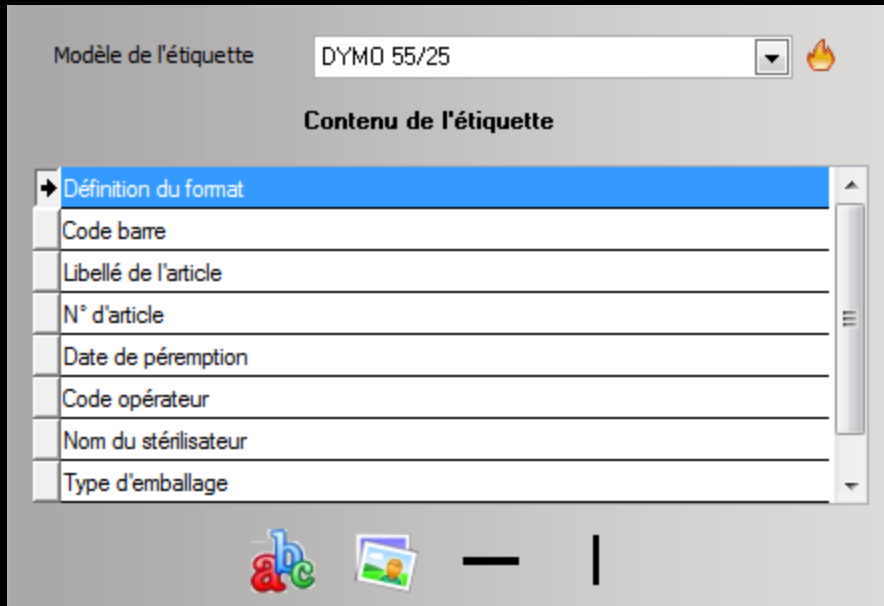 Modèle de l'étiquette
DYMO 55/25
Contenu de l'étiquette
Définition du format
Code barre
Libellé de l'article
N° d'article
Date de péremption
Code opérateur
Nom du stérilisateur
Type d'emballage
abc